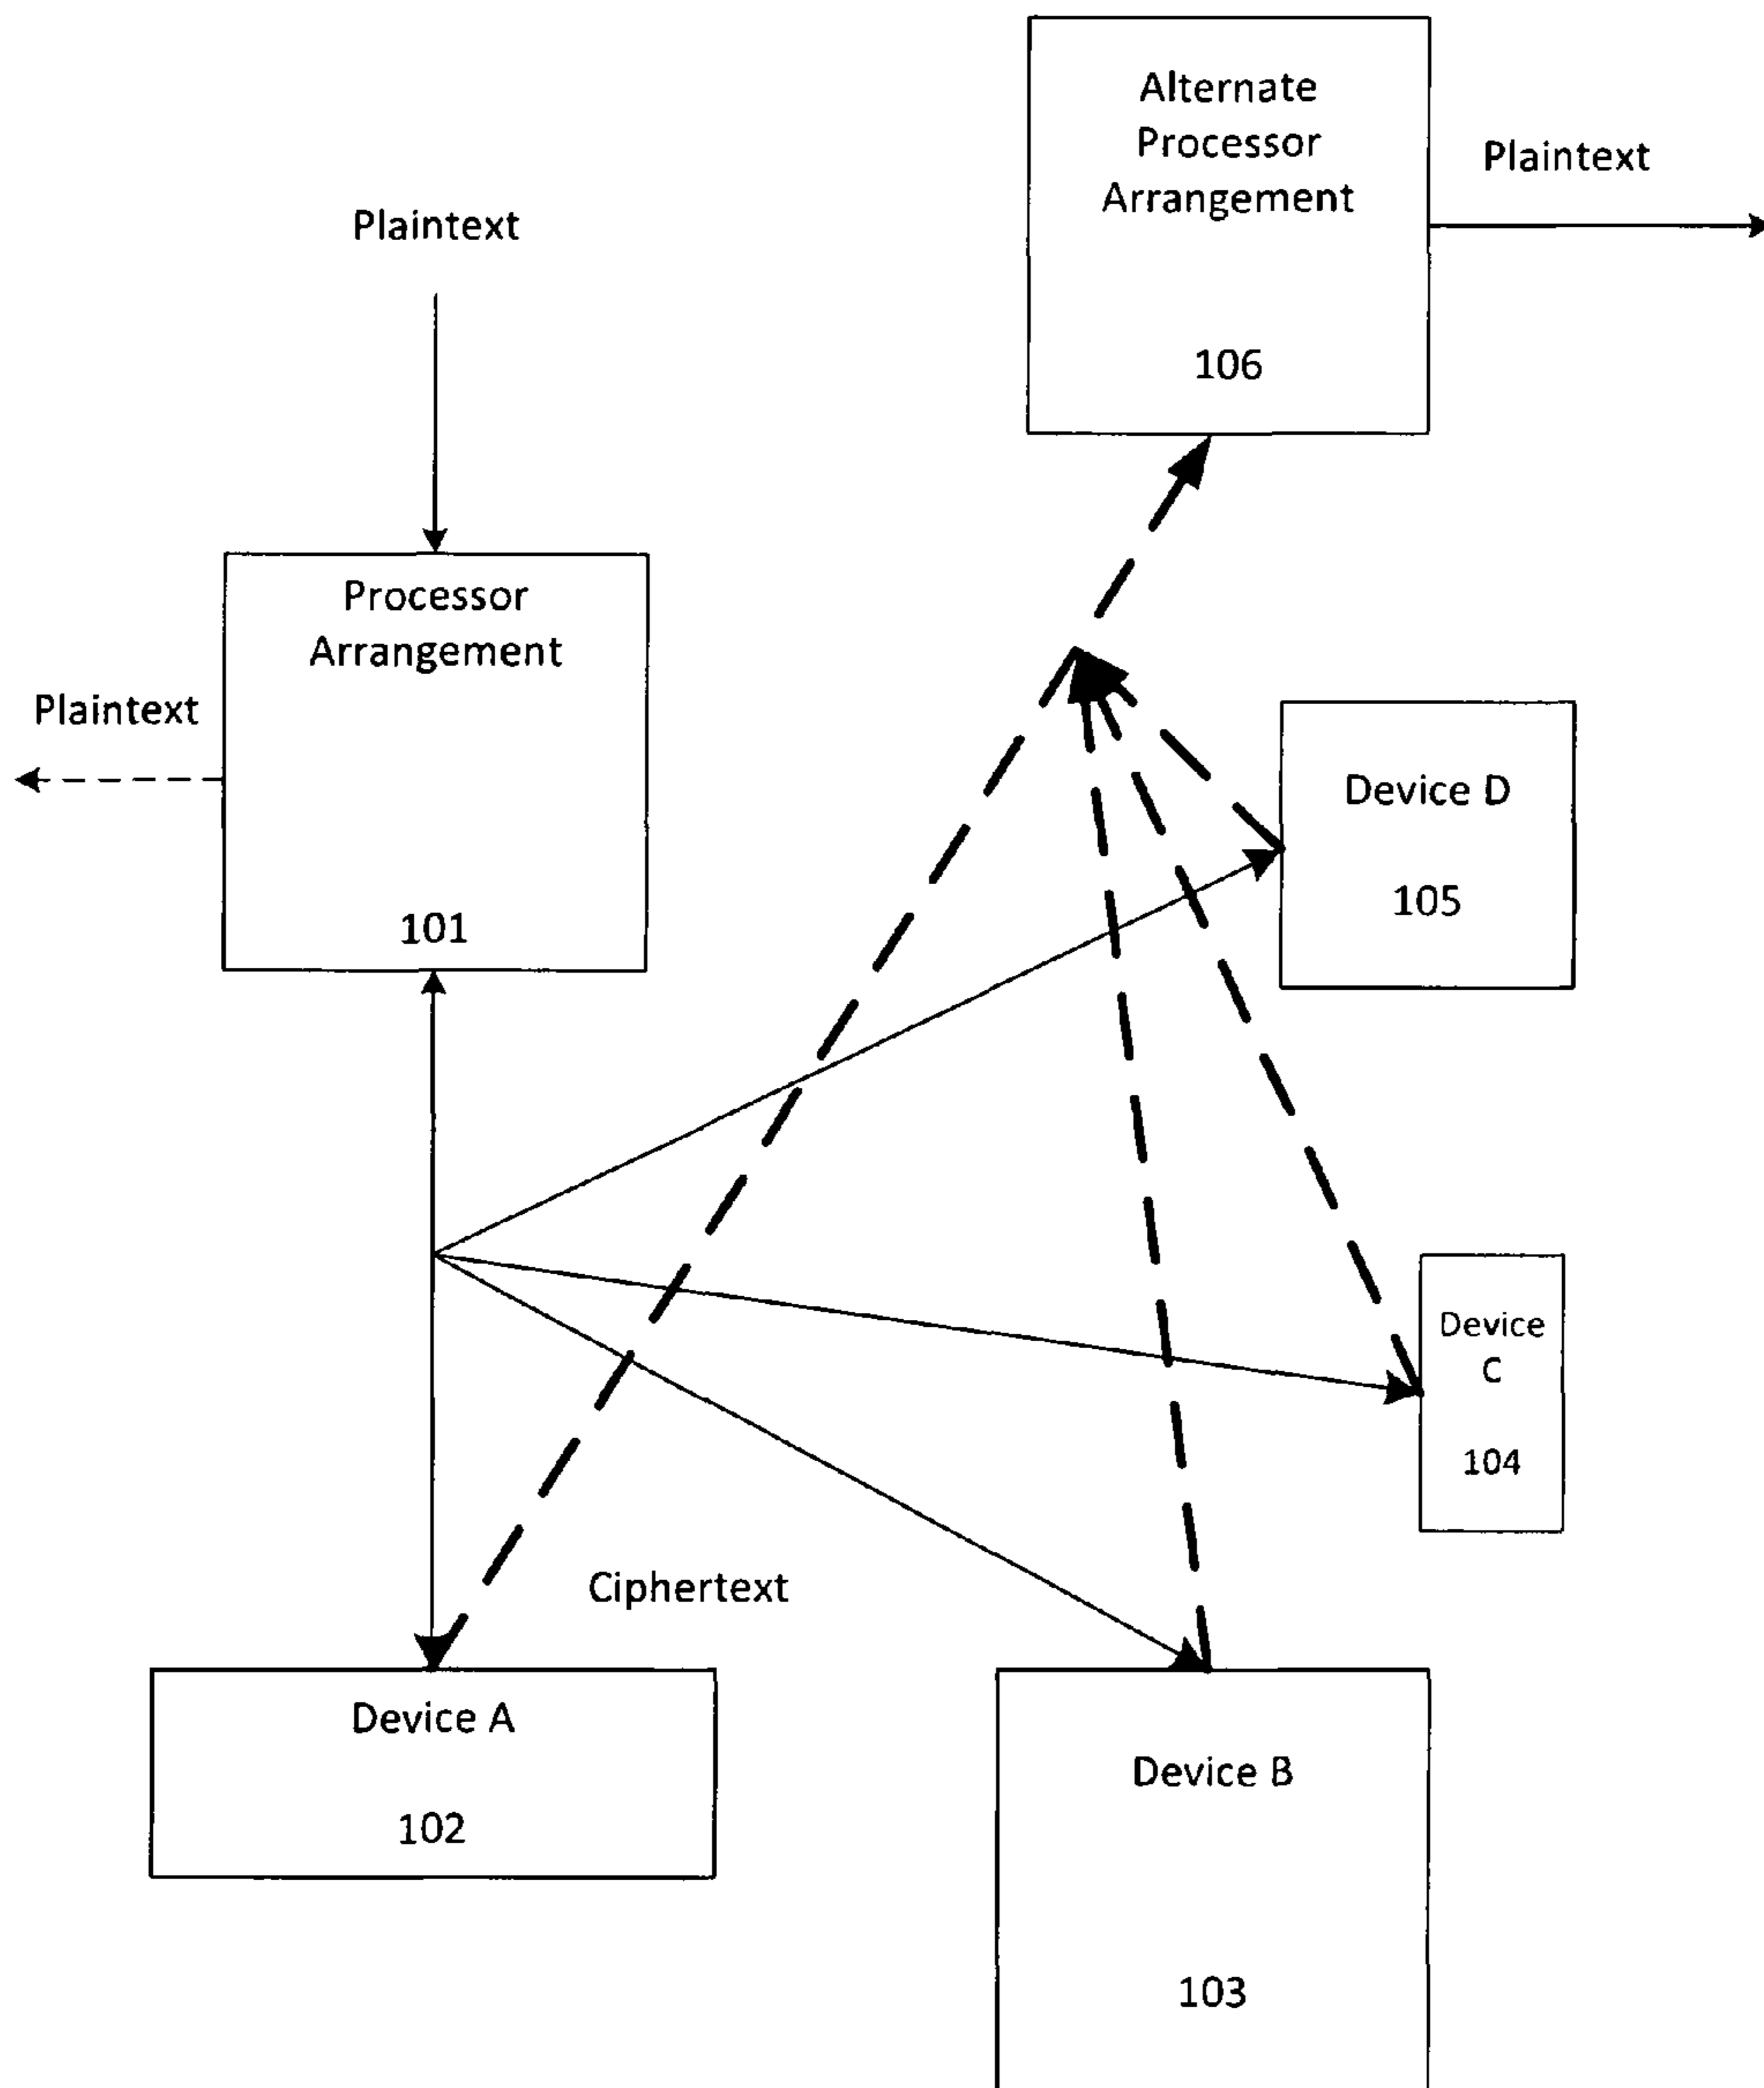 Alternate
Processor
Arrangement
106
Plaintext
Plaintext
Processor
Arrangement
101
Plaintext
Device D
105
Device
C
104
Ciphertext
Device A
102
Device B
103